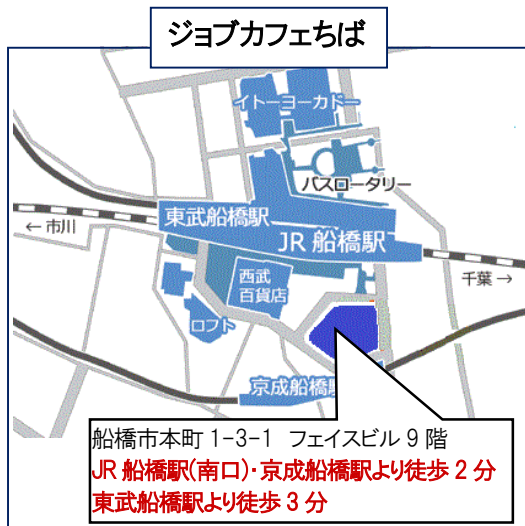 ジョブカフェちば
イトーヨーカドー
バスロータリー
東武船橋駅
← 市川
JR 船橋駅
千葉 →
西武
百貨店
ロフト
京成船橋
船橋市本町 1-3-1 フェイスビル 9 階
JR 船橋駅(南口)・京成船橋駅より徒歩 2 分
東武船橋駅より徒歩 3 分